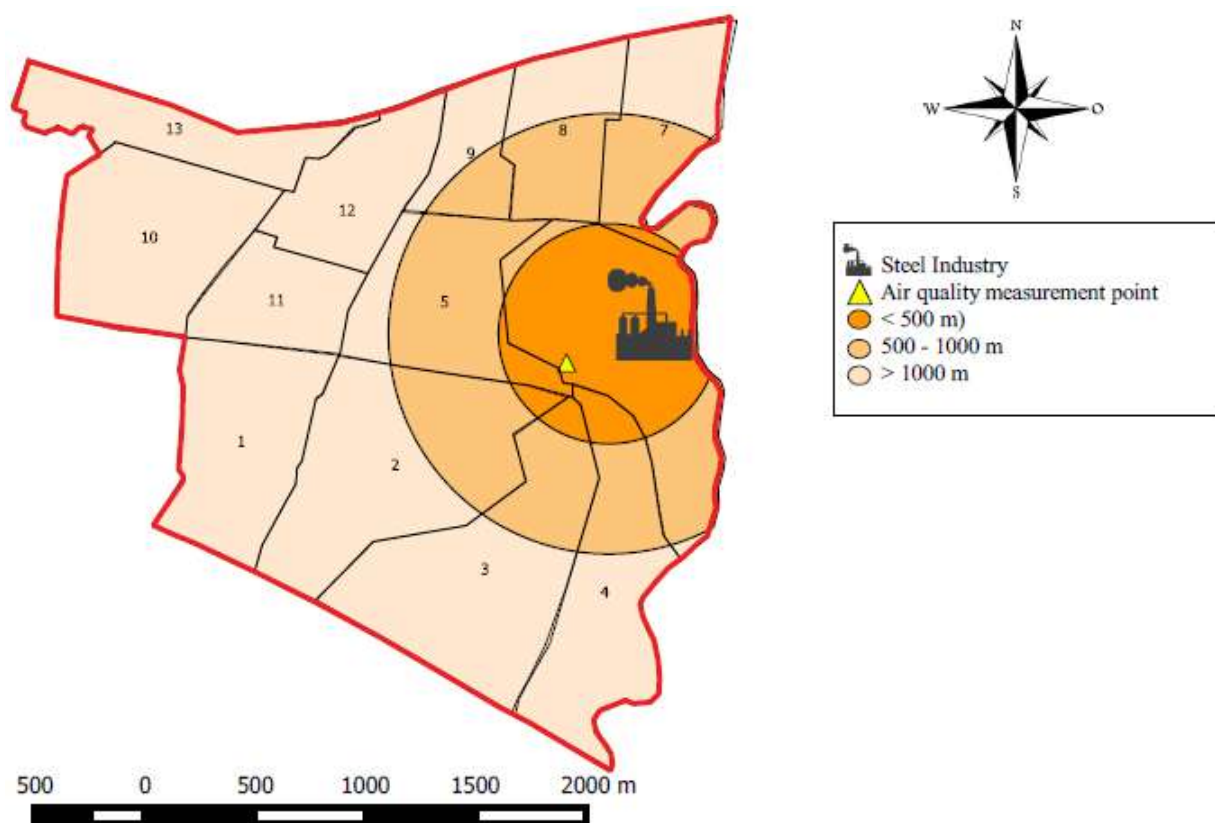 N
W O
S
13
8 7
9
12
10
11 5
Steel Industry
Air quality measurement point
< 500 m)
500 - 1000 m
> 1000 m
1
2
3
4
500 0 500 1000 1500 2000 m